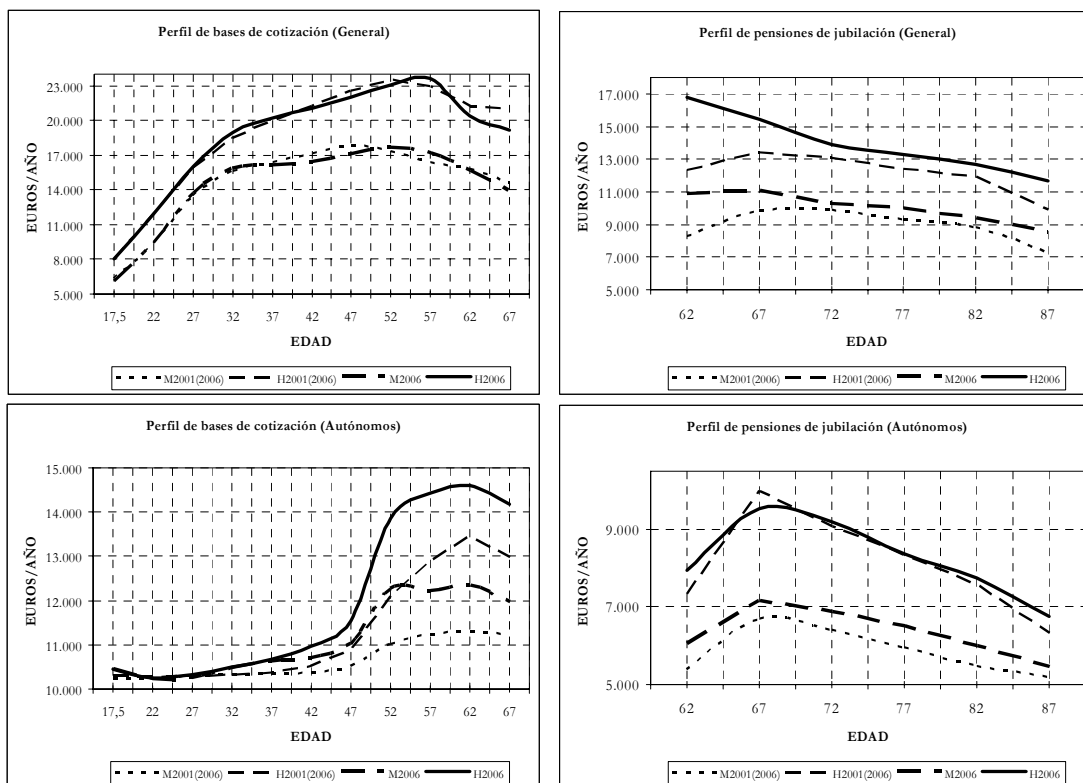 Perfil de bases de cotización (General)
EUROS/AÑO
23.000
20.000
17.000
14.000
11.000
8.000
5.000
17,5 22 27 32 37 42 47 52 57 62 67
EDAD
M2001(2006) H2001(2006) M2006 H2006
Perfil de pensiones de jubilación (General)
EUROS/AÑO
17.000
15.000
13.000
11.000
9.000
7.000
5.000
62 67 72 77 82 87
EDAD
M2001(2006) H2001(2006) M2006 H2006
Perfil de bases de cotización (Autónomos)
EUROS/AÑO
15.000
14.000
13.000
12.000
11.000
10.000
17,5 22 27 32 37 42 47 52 57 62 67
EDAD
M2001(2006) H2001(2006) M2006 H2006
Perfil de pensiones de jubilación (Autónomos)
EUROS/AÑO
9.000
7.000
5.000
62 67 72 77 82 87
EDAD
M2001(2006) H2001(2006) M2006 H2006